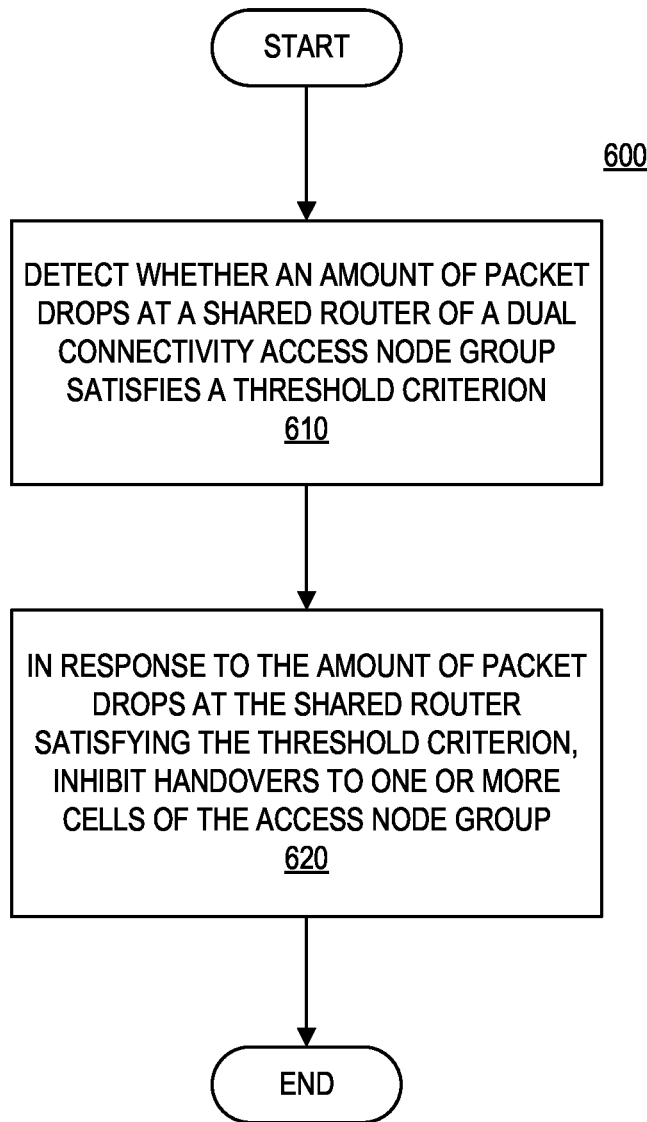 START
600
DETECT WHETHER AN AMOUNT OF PACKET
DROPS AT A SHARED ROUTER OF A DUAL
CONNECTIVITY ACCESS NODE GROUP
SATISFIES A THRESHOLD CRITERION
610
IN RESPONSE TO THE AMOUNT OF PACKET
DROPS AT THE SHARED ROUTER
SATISFYING THE THRESHOLD CRITERION,
INHIBIT HANDOVERS TO ONE OR MORE
CELLS OF THE ACCESS NODE GROUP
620
END